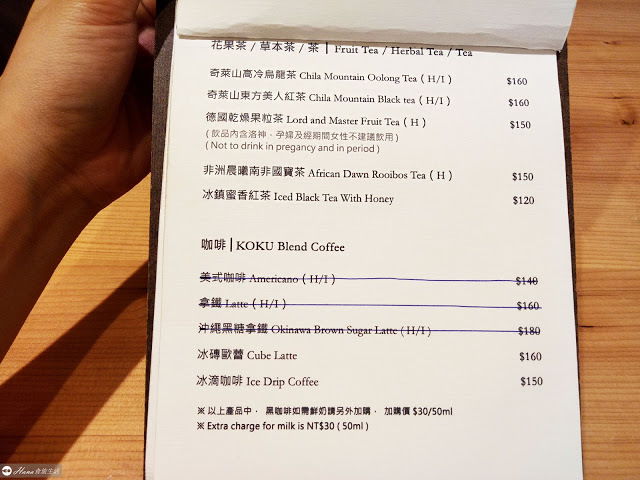 花果茶 / 草本茶 / 茶 | Fruit Tea / Herbal Tea / Tea
奇萊山高冷烏龍茶 Chila Mountain Oolong Tea ( H/I ) $160
奇萊山東方美人紅茶 Chila Mountain Black tea ( H/I ) $160
德國乾燥果粒茶 Lord and Master Fruit Tea ( H ) $150
( 飲品內含洛神、孕婦及經期間女性不建議飲用 )
( Not to drink in pregancy and in period )
非洲晨曦南非國寶茶 African Dawn Rooibos Tea ( H ) $150
冰鎮蜜香紅茶 Iced Black Tea With Honey $120
咖啡 | KOKU Blend Coffee
美式咖啡 Americano ( H/I ) $140
拿鐵 Latte ( H/I ) $160
沖繩黑糖拿鐵 Okinawa Brown Sugar Latte ( H/I ) $180
冰磚歐蕾 Cube Latte $160
冰滴咖啡 Ice Drip Coffee $150
※ 以上產品中， 黑咖啡如需鮮奶請另外加購， 加購價 $30/50ml
※ Extra charge for milk is NT$30 ( 50ml )
Hana 食旅生活